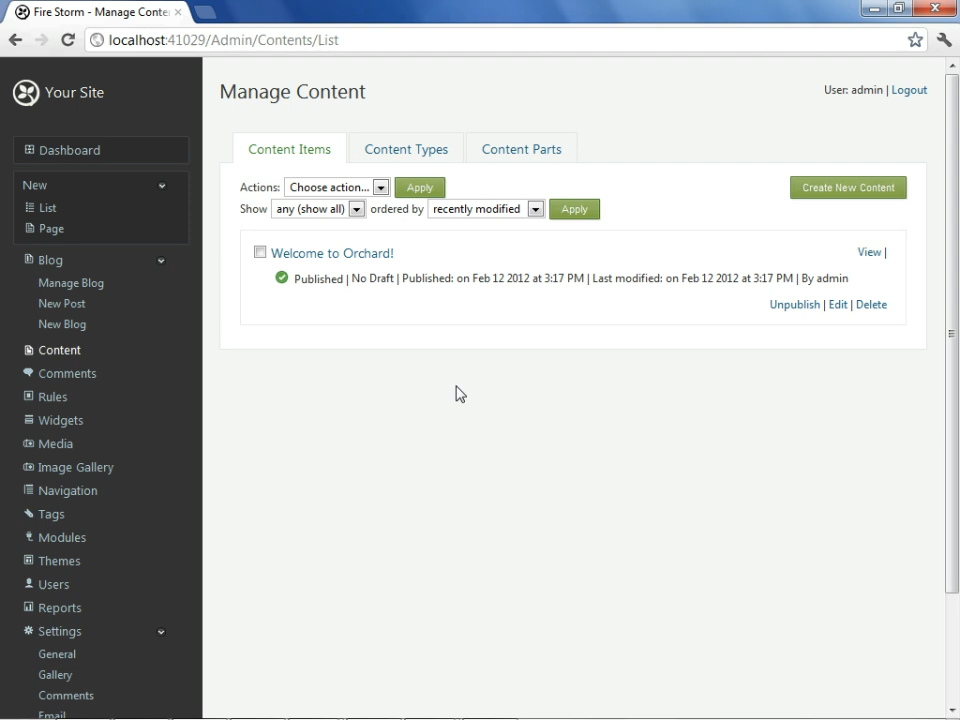 Fire Storm - Manage Conte
localhost:41029/Admin/Contents/List
Your Site
Dashboard
New
List
Page
Blog
Manage Blog
New Post
New Blog
Content
Comments
Rules
Widgets
Media
Image Gallery
Navigation
Tags
Modules
Themes
Users
Reports
Settings
General
Gallery
Comments
Email
Manage Content
User: admin | Logout
Content Items
Content Types
Content Parts
Actions: Choose action... Apply
Create New Content
Show any (show all) ordered by recently modified Apply
Welcome to Orchard!
View |
Published | No Draft | Published: on Feb 12 2012 at 3:17 PM | Last modified: on Feb 12 2012 at 3:17 PM | By admin
Unpublish | Edit | Delete